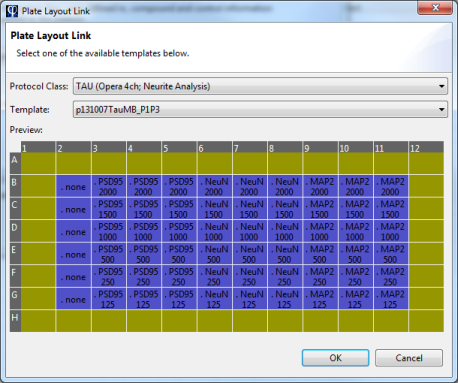 Plate Layout Link
Plate Layout Link
Select one of the available templates below.
Protocol Class: TAU (Opera 4ch; Neurite Analysis)
Template: p131007TauMB_P1P3
Preview:
1 2 3 4 5 6 7 8 9 10 11 12
A
B . none . PSD95 2000 . PSD95 2000 . PSD95 2000 . NeuN 2000 . NeuN 2000 . NeuN 2000 . MAP2 2000 . MAP2 2000 . MAP2 2000
C . none . PSD95 1500 . PSD95 1500 . PSD95 1500 . NeuN 1500 . NeuN 1500 . NeuN 1500 . MAP2 1500 . MAP2 1500 . MAP2 1500
D . none . PSD95 1000 . PSD95 1000 . PSD95 1000 . NeuN 1000 . NeuN 1000 . NeuN 1000 . MAP2 1000 . MAP2 1000 . MAP2 1000
E . none . PSD95 500 . PSD95 500 . PSD95 500 . NeuN 500 . NeuN 500 . NeuN 500 . MAP2 500 . MAP2 500 . MAP2 500
F . none . PSD95 250 . PSD95 250 . PSD95 250 . NeuN 250 . NeuN 250 . NeuN 250 . MAP2 250 . MAP2 250 . MAP2 250
G . none . PSD95 125 . PSD95 125 . PSD95 125 . NeuN 125 . NeuN 125 . NeuN 125 . MAP2 125 . MAP2 125 . MAP2 125
H
OK Cancel